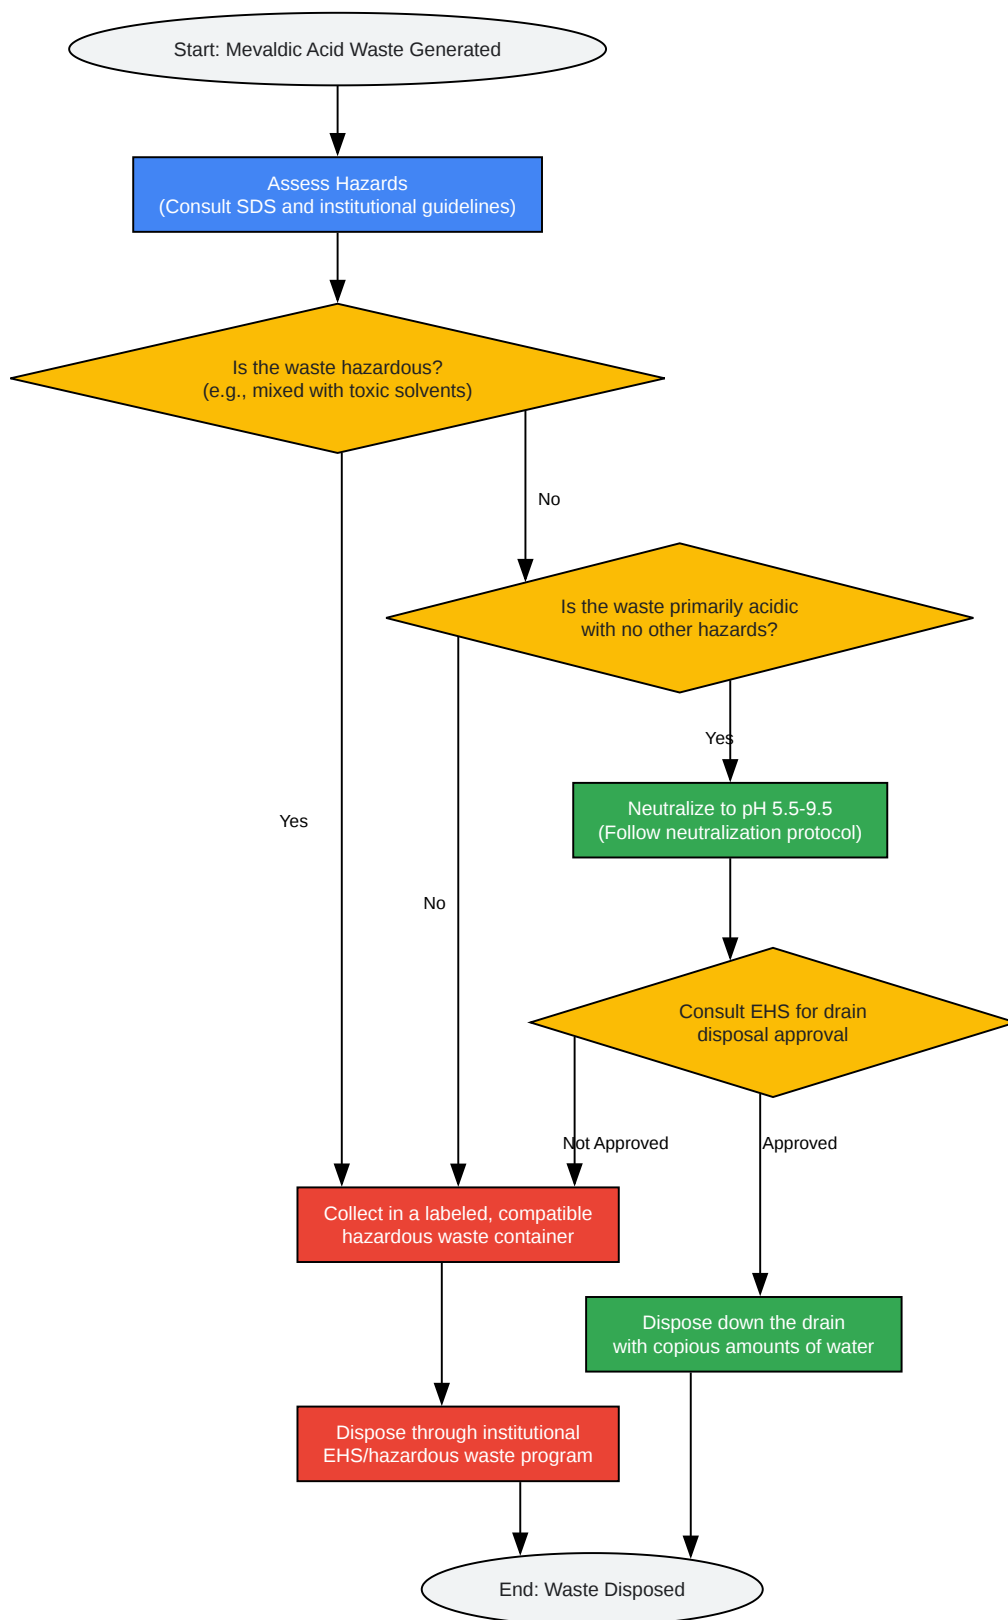 Start: Mevaldic Acid Waste Generated
Assess Hazards
(Consult SDS and institutional guidelines)
Is the waste hazardous?
(e.g., mixed with toxic solvents)
No
Is the waste primarily acidic
with no other hazards?
Yes
Neutralize to pH 5.5-9.5
(Follow neutralization protocol)
Yes
No
Consult EHS for drain
disposal approval
Not Approved
Approved
Collect in a labeled, compatible
hazardous waste container
Dispose down the drain
with copious amounts of water
Dispose through institutional
EHS/hazardous waste program
End: Waste Disposed